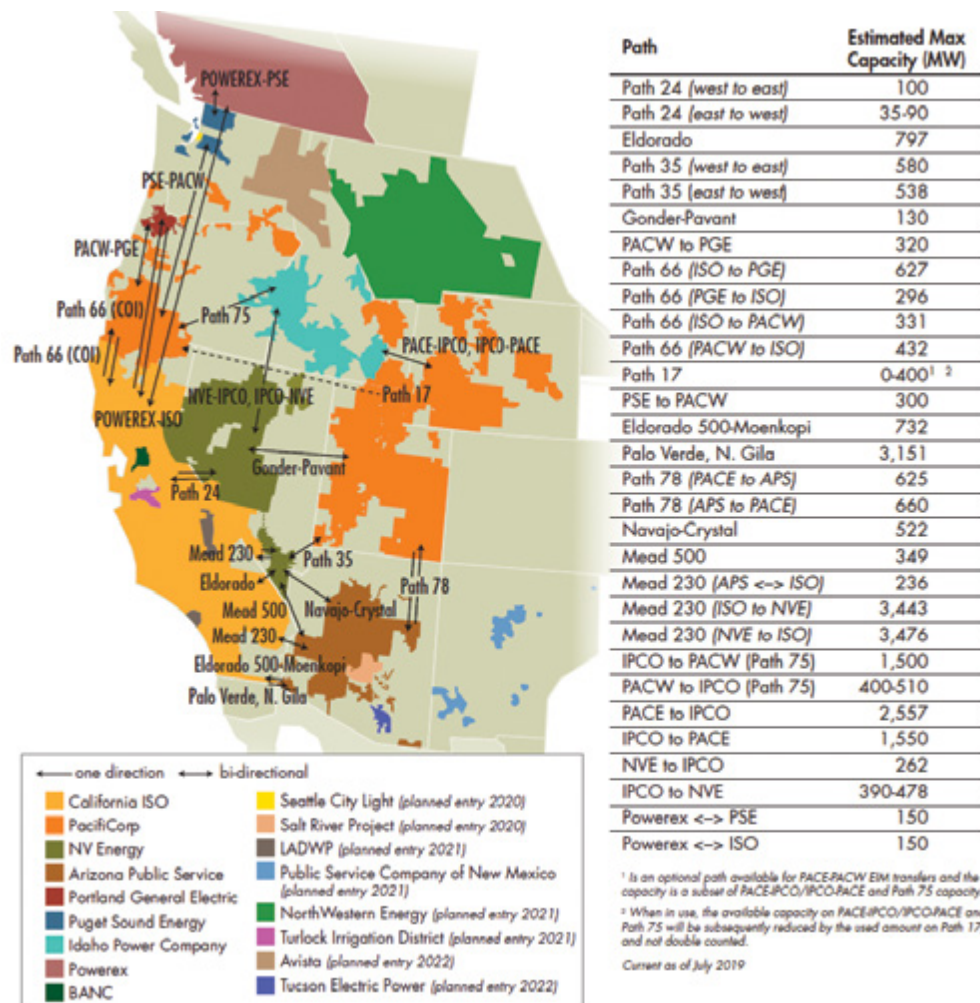 POWEREX-PSE
PSE-PACW
PACW-PGE
Path 66 (COI)
Path 75
Path 66 (COI)
PACE-IPCO, IPCO-PACE
NVE-IPCO, IPCO-NVE
Path 17
POWEREX-ISO
Gonder-Pavant
Path 24
Mead 230
Path 35
Eldorado
Path 78
Mead 500
Navajo-Crystal
Mead 230
Eldorado 500-Moenkopi
Palo Verde, N. Gila
one direction
bi-directional
California ISO
PacifiCorp
NV Energy
Arizona Public Service
Portland General Electric
Puget Sound Energy
Idaho Power Company
Powerex
BANC
Seattle City Light (planned entry 2020)
Salt River Project (planned entry 2020)
LADWP (planned entry 2021)
Public Service Company of New Mexico
(planned entry 2021)
NorthWestern Energy (planned entry 2021)
Turlock Irrigation District (planned entry 2021)
Avista (planned entry 2022)
Tucson Electric Power (planned entry 2022)
Path Estimated Max
Capacity (MW)
Path 24 (west to east) 100
Path 24 (east to west) 35-90
Eldorado 797
Path 35 (west to east) 580
Path 35 (east to west) 538
Gonder-Pavant 130
PACW to PGE 320
Path 66 (ISO to PGE) 627
Path 66 (PGE to ISO) 296
Path 66 (ISO to PACW) 331
Path 66 (PACW to ISO) 432
Path 17 0-400¹ ²
PSE to PACW 300
Eldorado 500-Moenkopi 732
Palo Verde, N. Gila 3,151
Path 78 (PACE to APS) 625
Path 78 (APS to PACE) 660
Navajo-Crystal 522
Mead 500 349
Mead 230 (APS <-> ISO) 236
Mead 230 (ISO to NVE) 3,443
Mead 230 (NVE to ISO) 3,476
IPCO to PACW (Path 75) 1,500
PACW to IPCO (Path 75) 400-510
PACE to IPCO 2,557
IPCO to PACE 1,550
NVE to IPCO 262
IPCO to NVE 390-478
Powerex <-> PSE 150
Powerex <-> ISO 150
¹ Is an optional path available for PACE-PACW EIM transfers and the
capacity is a subset of PACE-IPCO/IPCO-PACE and Path 75 capacity
² When in use, the available capacity on PACE-IPCO/IPCO-PACE an
Path 75 will be subsequently reduced by the used amount on Path 17
and not double counted.
Current as of July 2019